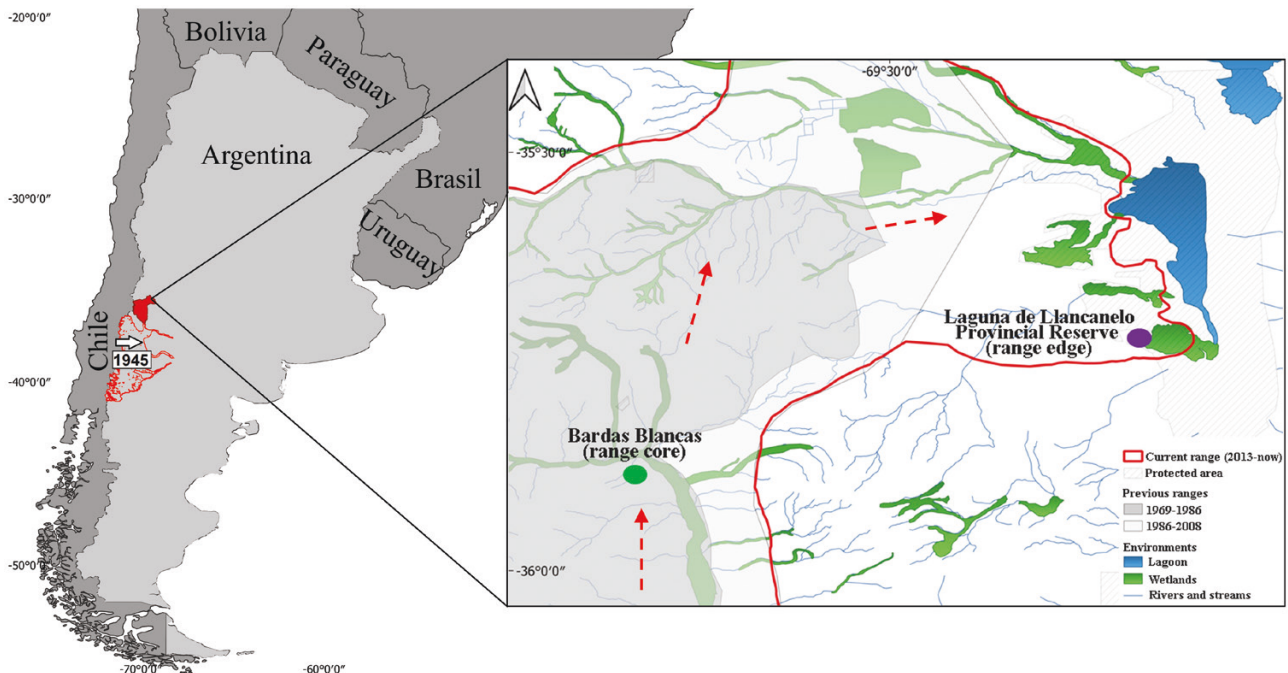 -20°0'0"
Bolivia
Paraguay
-69°30'0"
Argentina
-35°30'0"
Brasil
-30°0'0"
Uruguay
Laguna de Llancanelo
Provincial Reserve
(range edge)
Chile
1945
-40°0'0"
Bardas Blancas
(range core)
Current range (2013-now)
Protected area
Previous ranges
1969-1986
1986-2008
Environments
Lagoon
Wetlands
Rivers and streams
-36°0'0"
-50°0'0"
-70°0'0"
-60°0'0"